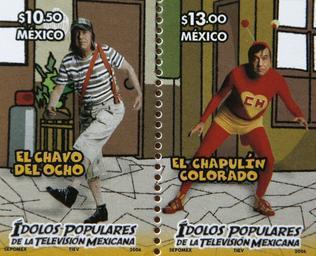 $10.50
MÉXICO
EL CHAVO
DEL OCHO
ÍDOLOS POPULARES
DE LA TELEVISIÓN MEXICANA
SEPOMEX TIEV 2006
$13.00
MÉXICO
CH
EL CHAPULÍN
COLORADO
ÍDOLOS POPULARES
DE LA TELEVISIÓN MEXICANA
SEPOMEX TIEV 2006